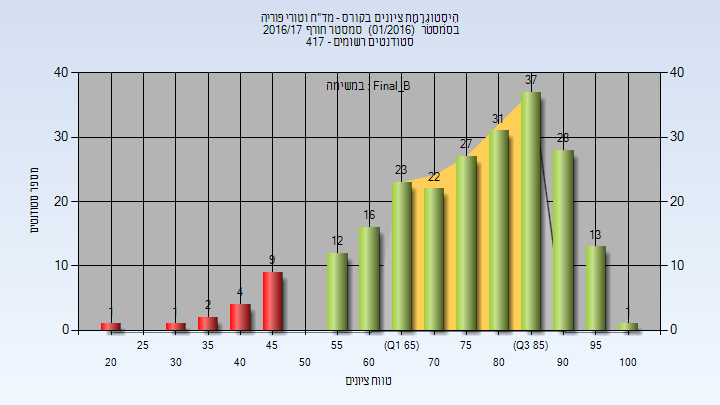 היסטוגרמת ציונים בקורס - מד"ח וטורי פוריה
בסמסטר (01/2016) סמסטר חורף 2016/17
סטודנטים רשומים - 417
במשימה : Final_B
מספר סטודנטים
40 40
30 30
20 20
10 10
0 0
1 1 2 4 9 12 16 23 22 27 31 37 28 13 1
25 35 45 55 (Q1 65) 75 (Q3 85) 95
20 30 40 50 60 70 80 90 100
טווח ציונים